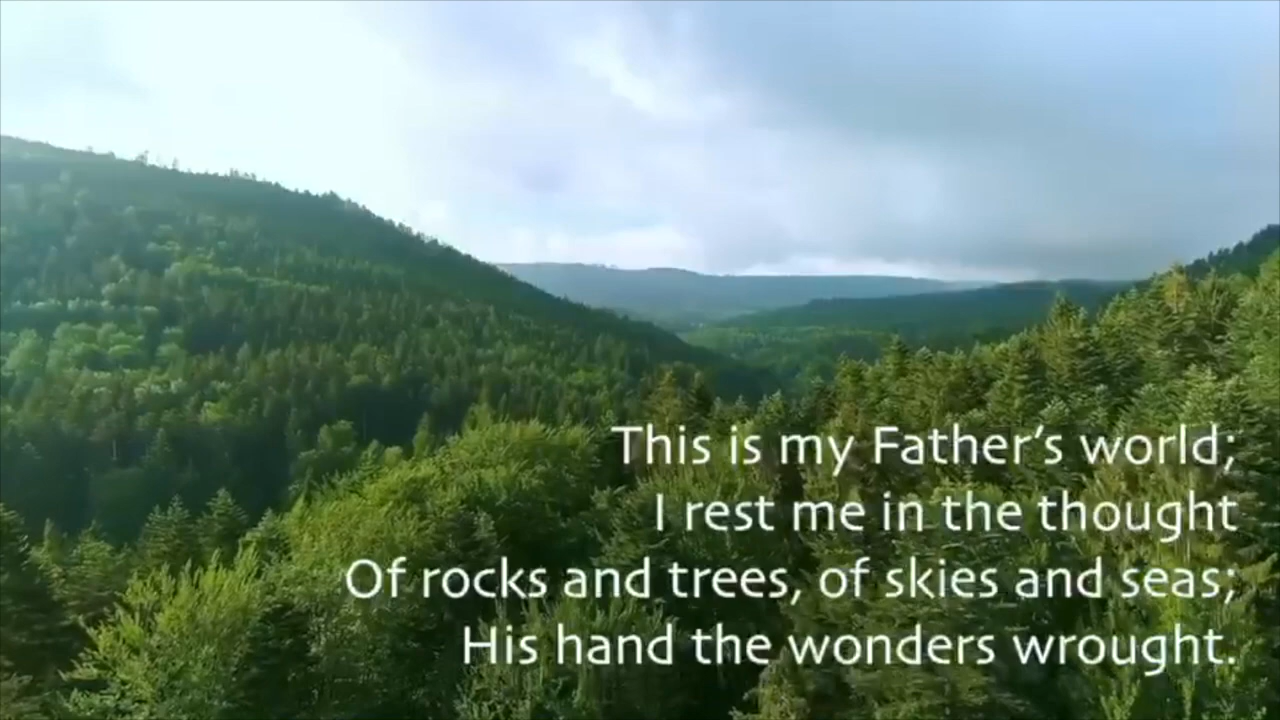 This is my Father’s world;
I rest me in the thought
Of rocks and trees, of skies and seas;
His hand the wonders wrought.